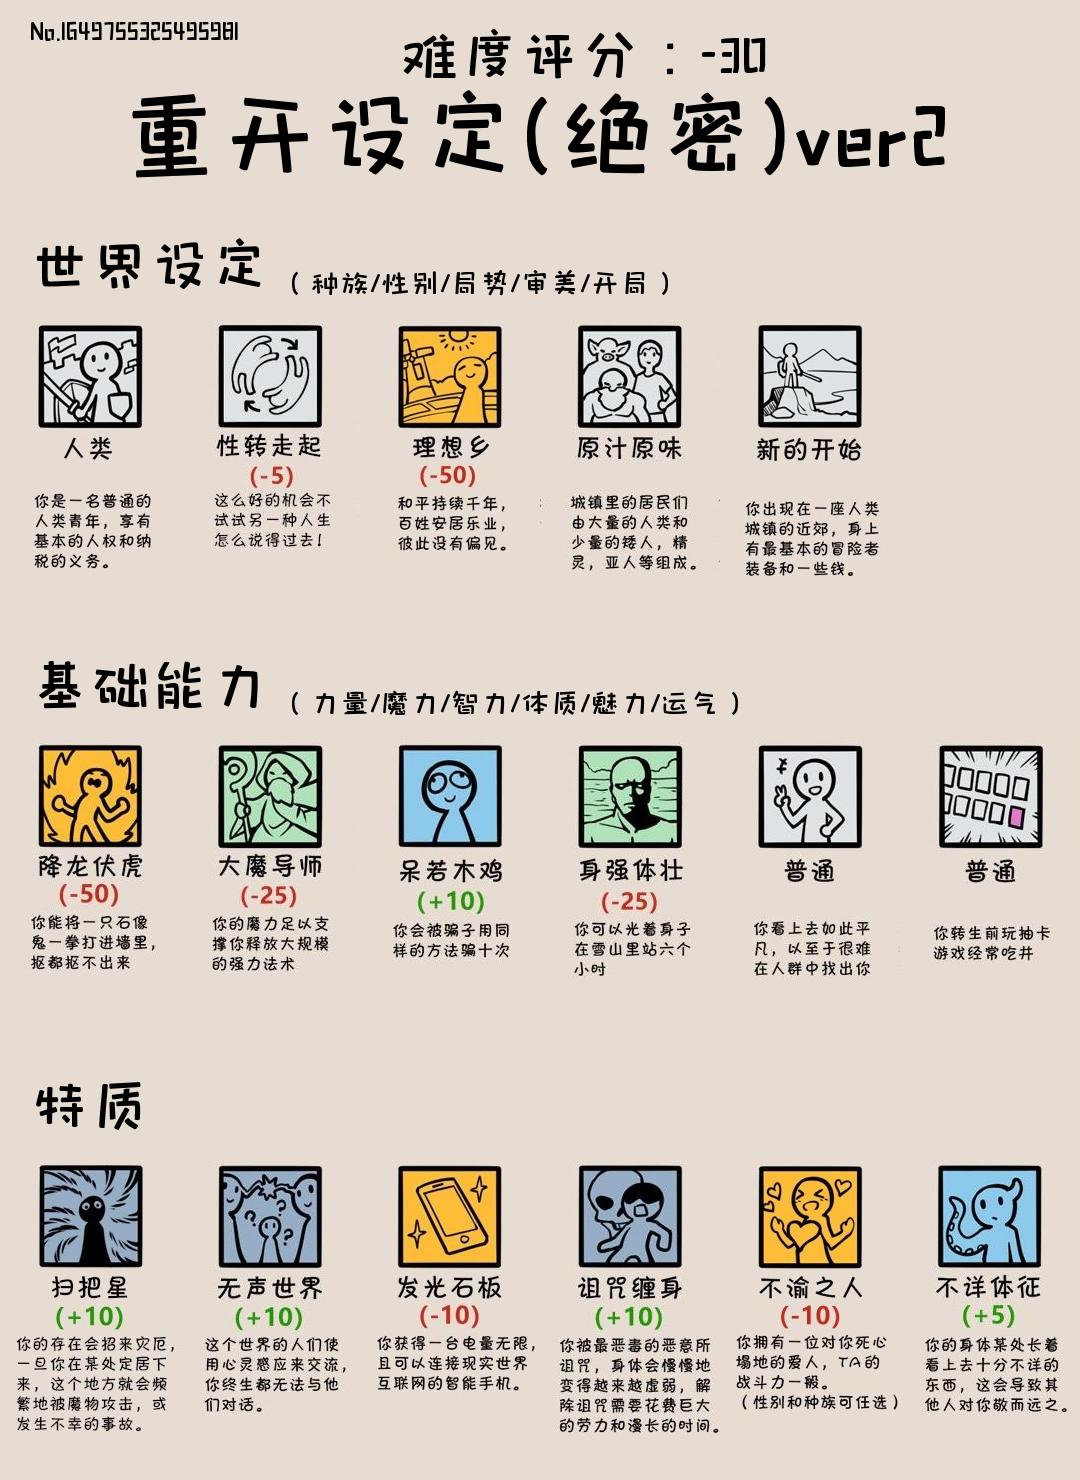 No.1649755325495981
难度评分：-30
重开设定(绝密)ver2
世界设定（种族/性别/局势/审美/开局）
人类
你是一名普通的
人类青年，享有
基本的人权和纳
税的义务。
性转走起
(-5)
这么好的机会不
试试另一种人生
怎么说得过去！
理想乡
(-50)
和平持续千年，
百姓安居乐业，
彼此没有偏见。
原汁原味
城镇里的居民们
由大量的人类和
少量的矮人，精
灵，亚人等组成。
新的开始
你出现在一座人类
城镇的近郊，身上
有最基本的冒险者
装备和一些钱。
基础能力（力量/魔力/智力/体质/魅力/运气）
降龙伏虎
(-50)
你能将一只石像
鬼一拳打进墙里，
抠都抠不出来
大魔导师
(-25)
你的魔力足以支
撑你释放大规模
的强力法术
呆若木鸡
(+10)
你会被骗子用同
样的方法骗十次
身强体壮
(-25)
你可以光着身子
在雪山里站六个
小时
普通
你看上去如此平
凡，以至于很难
在人群中找出你
普通
你转生前玩抽卡
游戏经常吃井
特质
扫把星
(+10)
你的存在会招来灾厄，
一旦你在某处定居下
来，这个地方就会频
繁地被魔物攻击，或
发生不幸的事故。
无声世界
(+10)
这个世界的人们使
用心灵感应来交流，
你终生都无法与他
们对话。
发光石板
(-10)
你获得一台电量无限，
且可以连接现实世界
互联网的智能手机。
诅咒缠身
(+10)
你被最恶毒的恶意所
诅咒，身体会慢慢地
变得越来越虚弱，解
除诅咒需要花费巨大
的劳力和漫长的时间。
不渝之人
(-10)
你拥有一位对你死心
塌地的爱人，TA的
战斗力一般。
（性别和种族可任选）
不详体征
(+5)
你的身体某处长着
看上去十分不详的
东西，这会导致其
他人对你敬而远之。